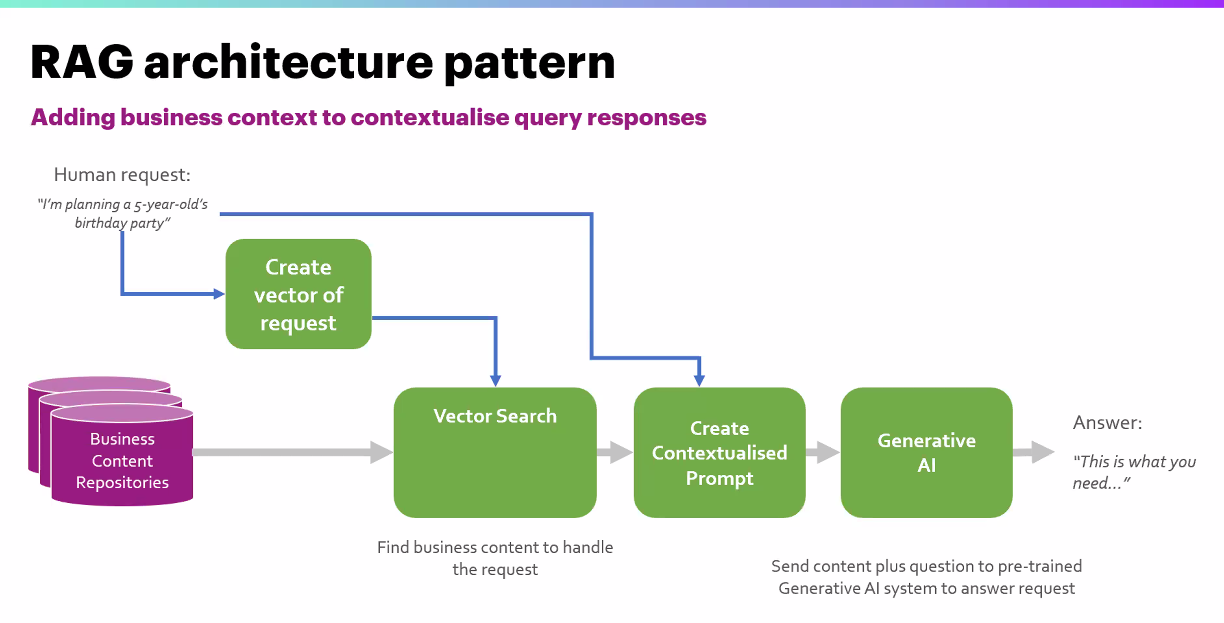 RAG architecture pattern
Adding business context to contextualise query responses
Human request:
“I’m planning a 5-year-old’s
birthday party”
Create
vector of
request
Business
Content
Repositories
Vector Search
Create
Contextualised
Prompt
Generative
AI
Answer:
“This is what you
need…”
Find business content to handle
the request
Send content plus question to pre-trained
Generative AI system to answer request